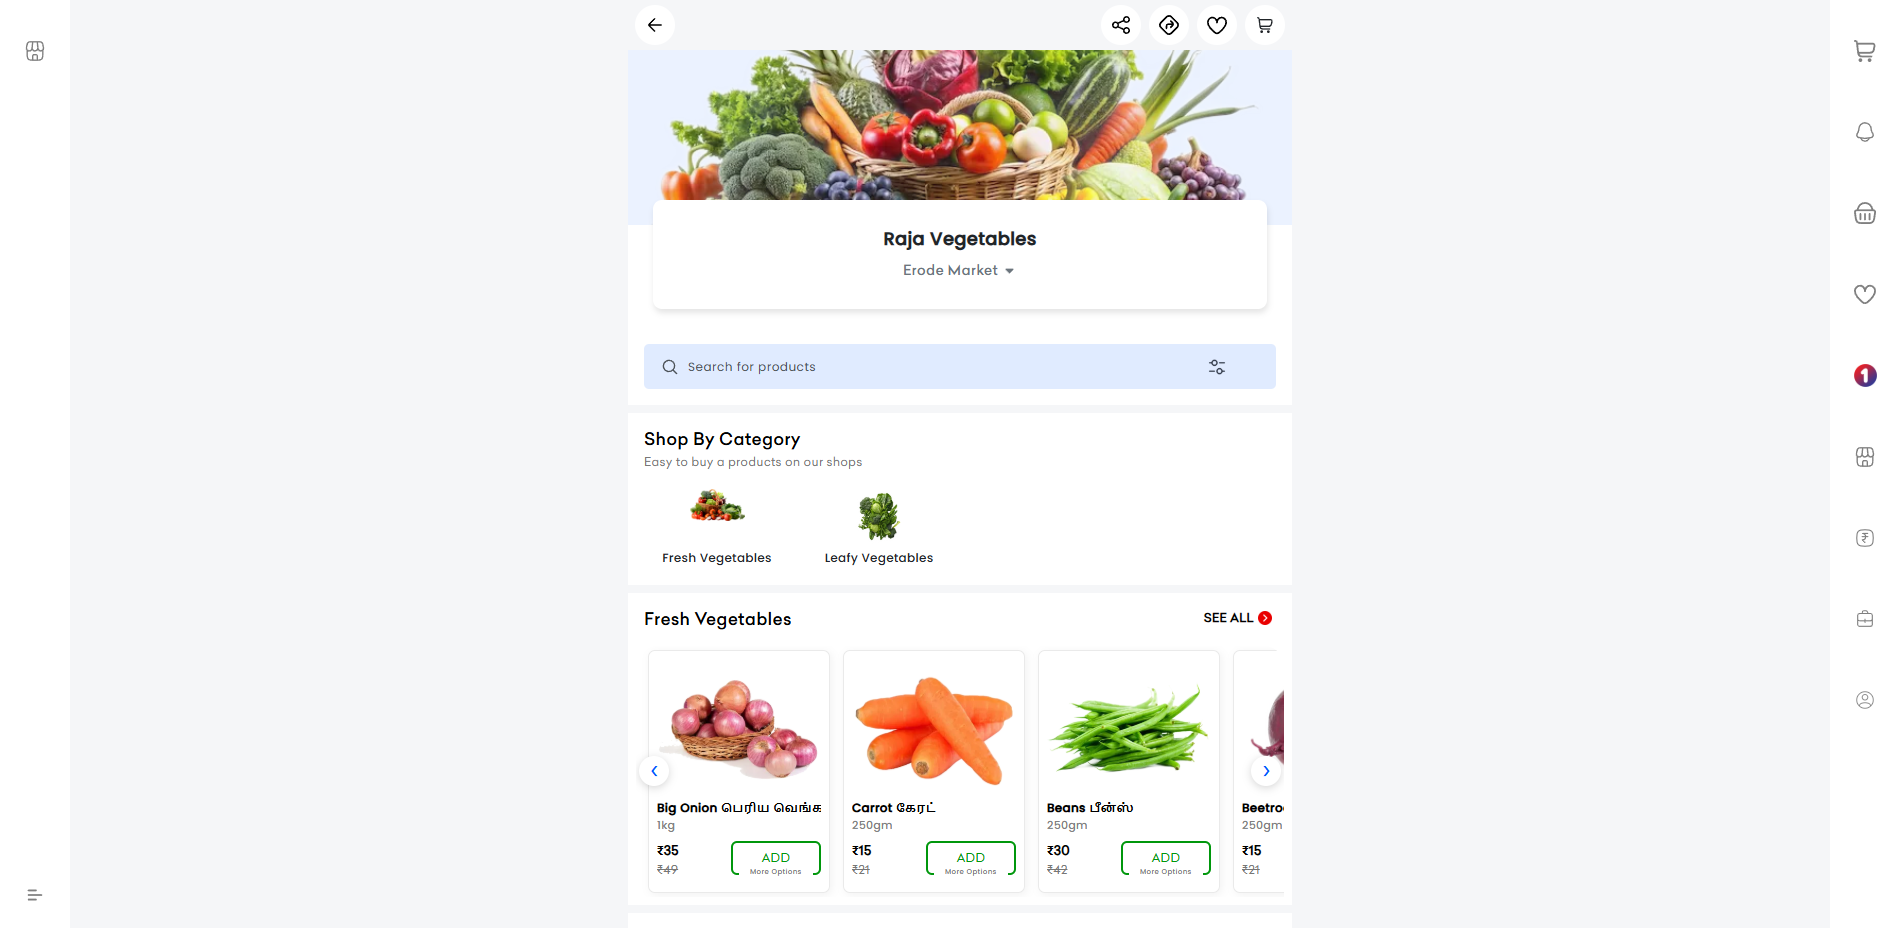 Raja Vegetables
Erode Market
Search for products
Shop By Category
Easy to buy a products on our shops
Fresh Vegetables
Leafy Vegetables
Fresh Vegetables
SEE ALL
Big Onion பெரிய வெங்க
1kg
₹35
₹49
ADD
More Options
Carrot கேரட்
250gm
₹15
₹21
ADD
More Options
Beans பீன்ஸ்
250gm
₹30
₹42
ADD
More Options
Beetro
250gm
₹15
₹21
1